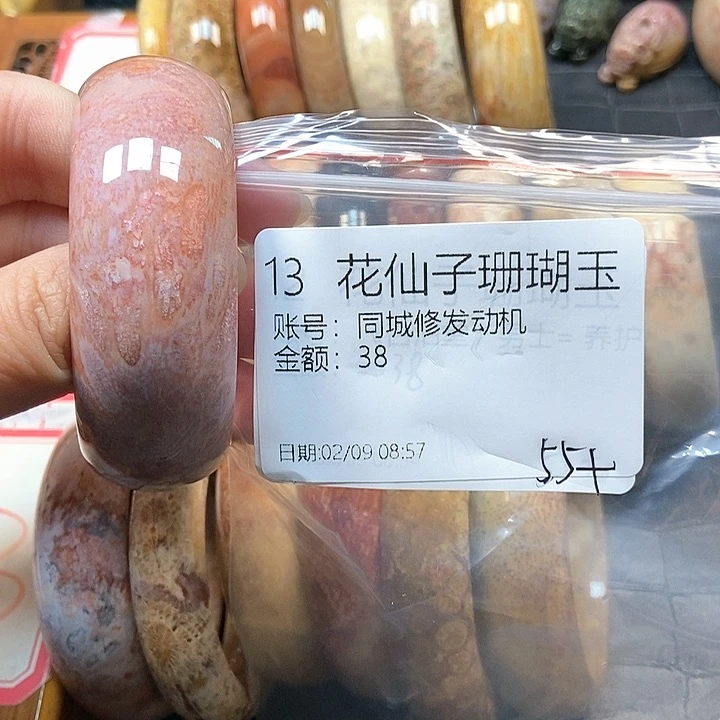 13 花仙子珊瑚玉
账号: 同城修发动机
金额: 38
日期:02/09 08:57
55+